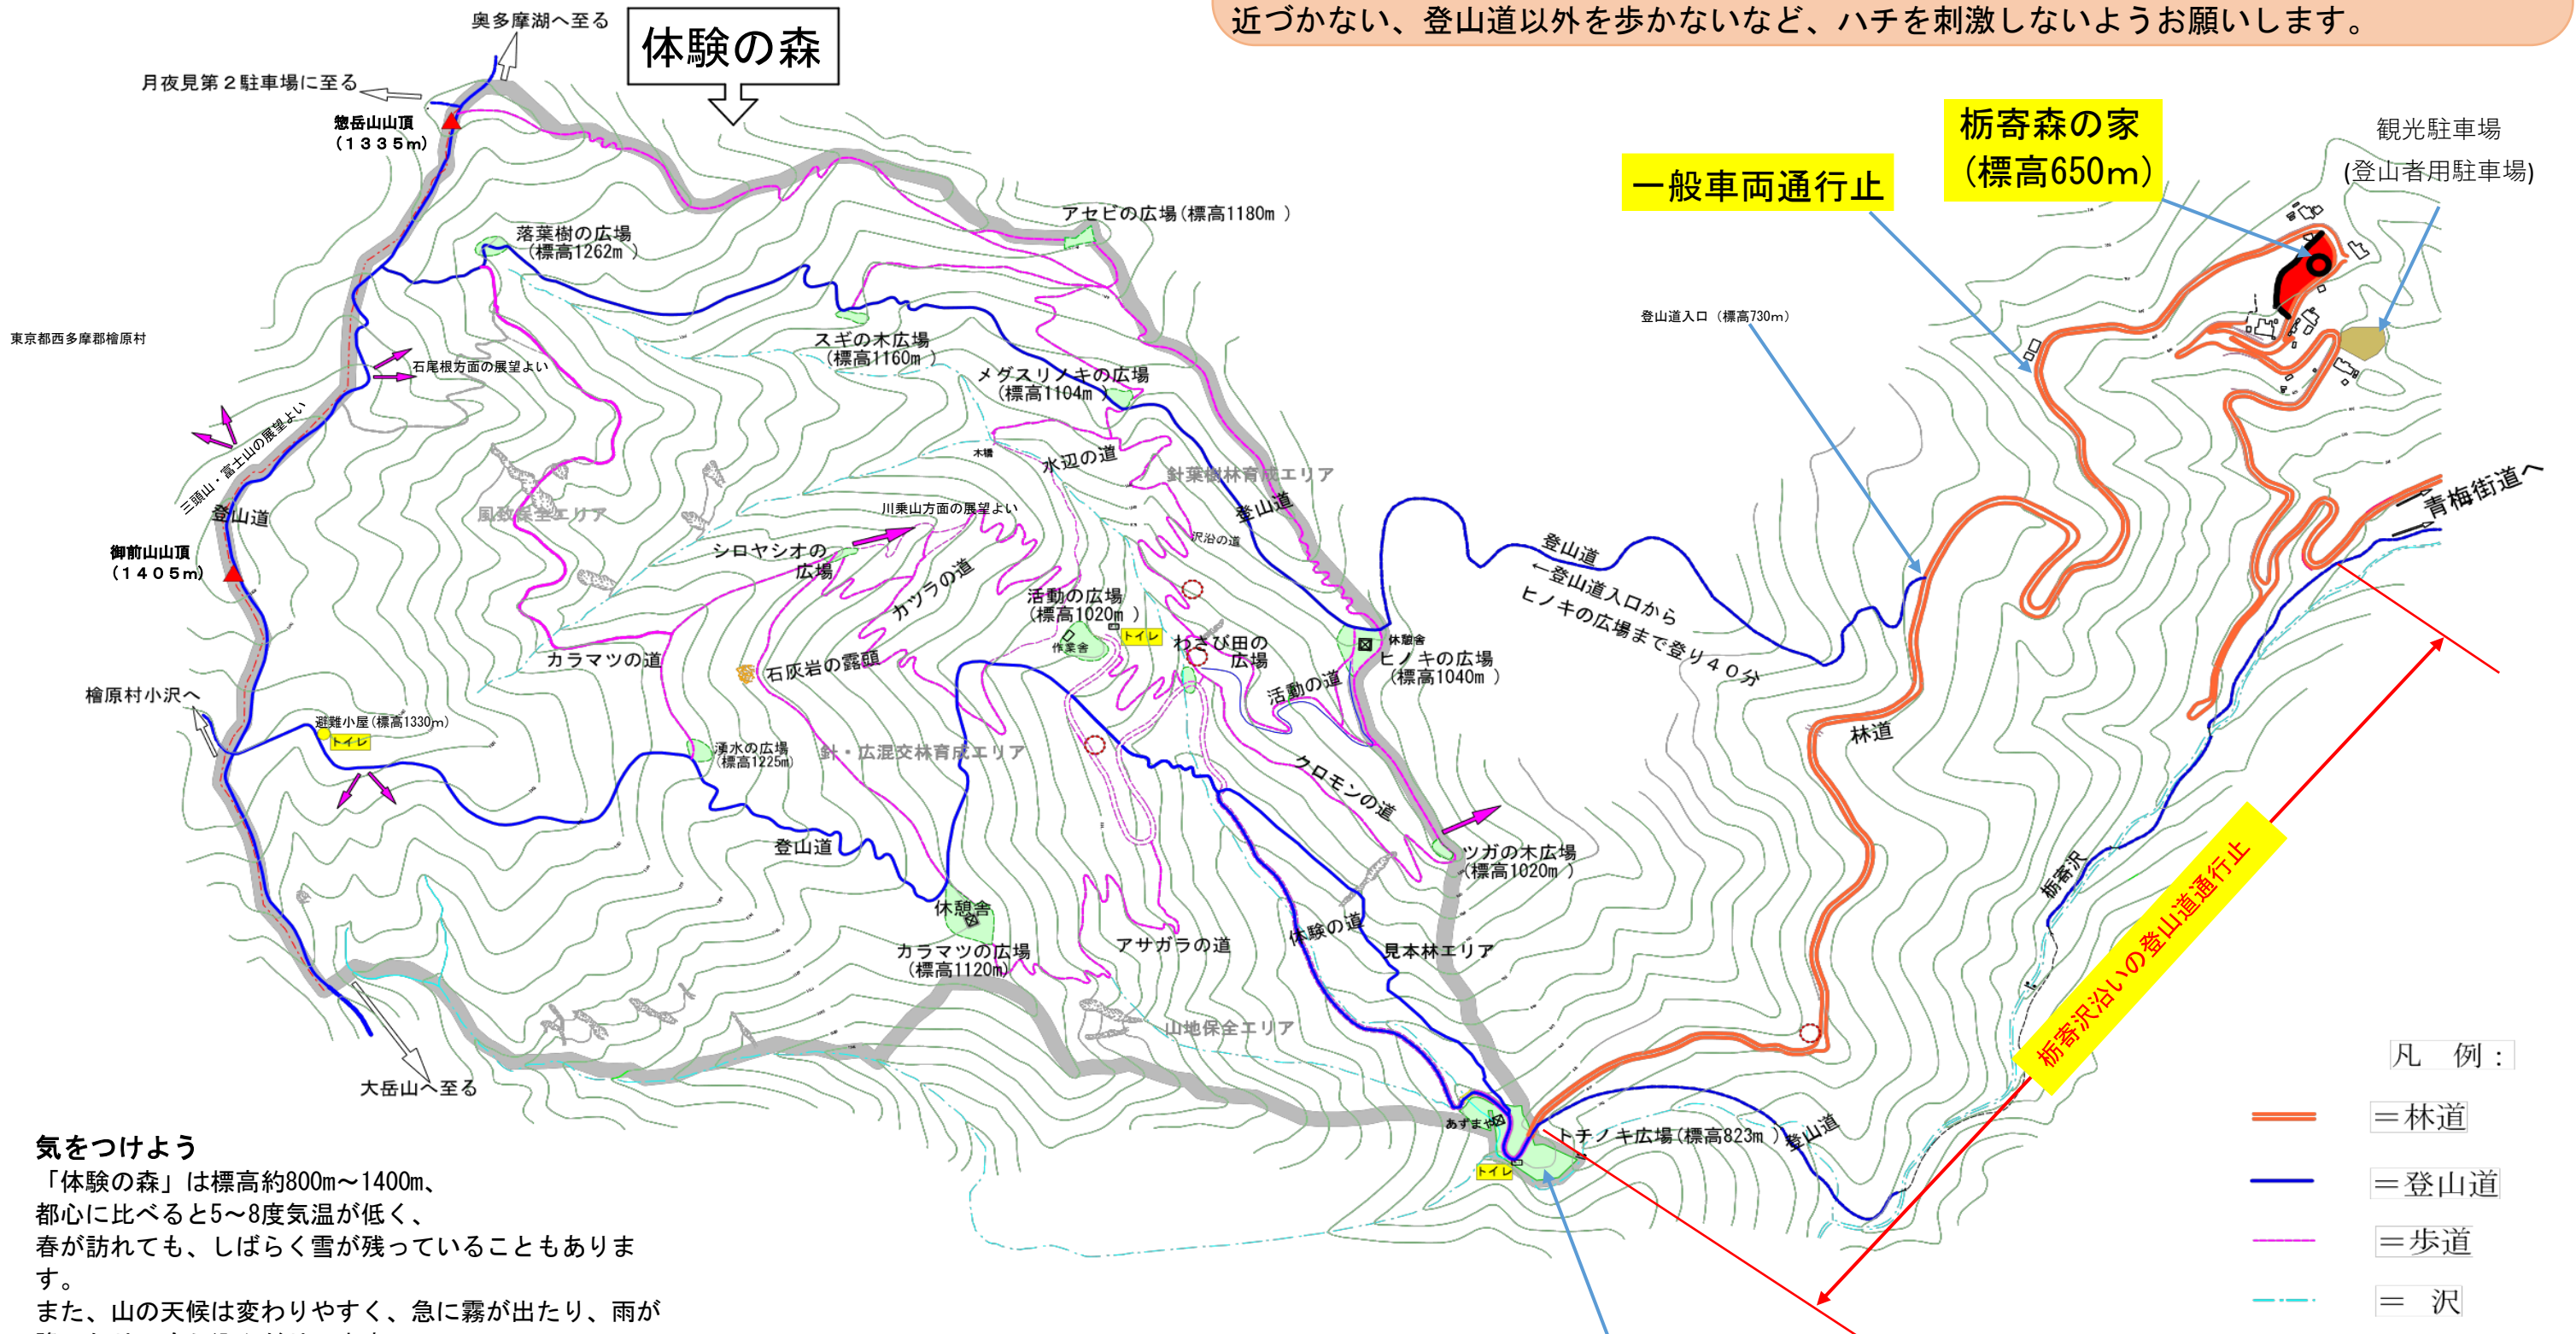 近づかない、登山道以外を歩かないなど、ハチを刺激しないようお願いします。
奥多摩湖へ至る
体験の森
月夜見第２駐車場に至る
惣岳山山頂
（１３３５m）
栃寄森の家
（標高650m）
観光駐車場
(登山者用駐車場)
一般車両通行止
アセビの広場(標高1180m )
落葉樹の広場
(標高1262m )
登山道入口（標高730m）
東京都西多摩郡檜原村
スギの木広場
(標高1160m )
石尾根方面の展望よい
メグスリノキの広場
(標高1104m )
三頭山・富士山の展望よい
木橋
水辺の道
針葉樹林育成エリア
登山道
青梅街道へ
登山道
風致保全エリア
川乗山方面の展望よい
沢沿の道
御前山山頂
（１４０５m）
シロヤシオの
広場
カツラの道
登山道
←登山道入口から
ヒノキの広場まで登り４０分
活動の広場
(標高1020m )
作業舎
トイレ
わさび田の
広場
休憩舎
ヒノキの広場
(標高1040m )
カラマツの道
石灰岩の露頭
活動の道
檜原村小沢へ
避難小屋(標高1330m)
トイレ
湧水の広場
(標高1225m)
針・広混交林育成エリア
林道
クロモンの道
登山道
ツガの木広場
(標高1020m )
栃寄沢
栃寄沢沿いの登山道通行止
休憩舎
カラマツの広場
(標高1120m)
アサガラの道
体験の道
見本林エリア
山地保全エリア
大岳山へ至る
あずまや
トチノキ広場(標高823m )
登山道
トイレ
凡　例：
＝林道
＝登山道
＝歩道
＝ 沢
気をつけよう
「体験の森」は標高約800m～1400m、
都心に比べると5～8度気温が低く、
春が訪れても、しばらく雪が残っていることもありま
す。
また、山の天候は変わりやすく、急に霧が出たり、雨が